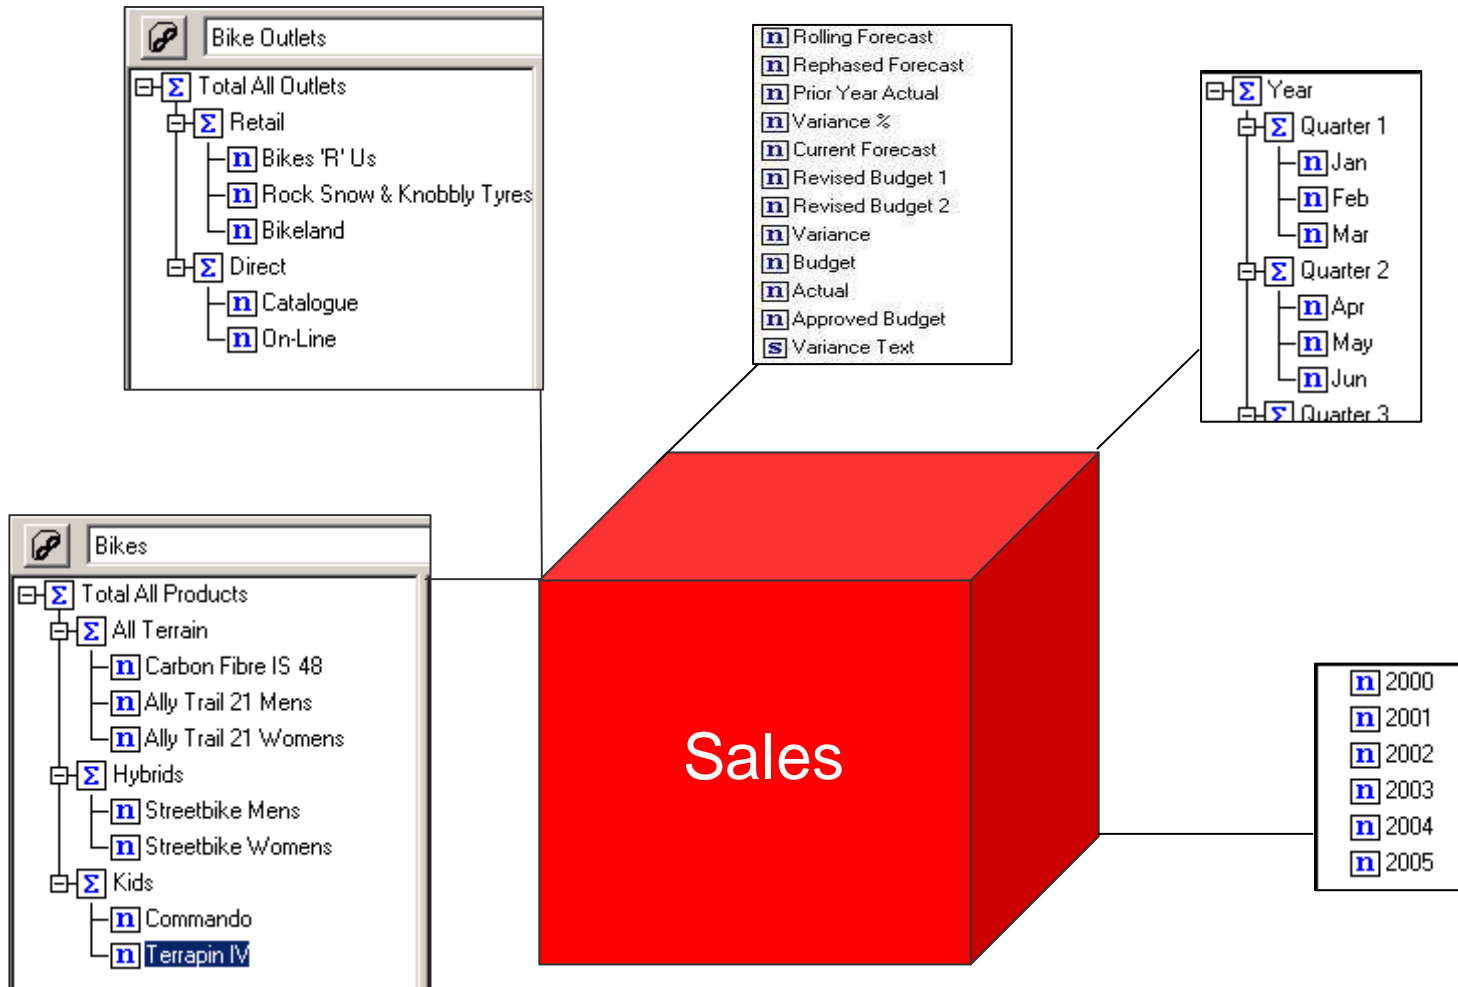 Bike Outlets
Σ Total All Outlets
Σ Retail
n Bikes 'R' Us
n Rock Snow & Knobbly Tyres
n Bikeland
Σ Direct
n Catalogue
n On-Line
n Rolling Forecast
n Rephased Forecast
n Prior Year Actual
n Variance %
n Current Forecast
n Revised Budget 1
n Revised Budget 2
n Variance
n Budget
n Actual
n Approved Budget
s Variance Text
Σ Year
Σ Quarter 1
n Jan
n Feb
n Mar
Σ Quarter 2
n Apr
n May
n Jun
Σ Quarter 3
Bikes
Σ Total All Products
Σ All Terrain
n Carbon Fibre IS 48
n Ally Trail 21 Mens
n Ally Trail 21 Womens
Σ Hybrids
n Streetbike Mens
n Streetbike Womens
Σ Kids
n Commando
n Terrapin IV
Sales
n 2000
n 2001
n 2002
n 2003
n 2004
n 2005